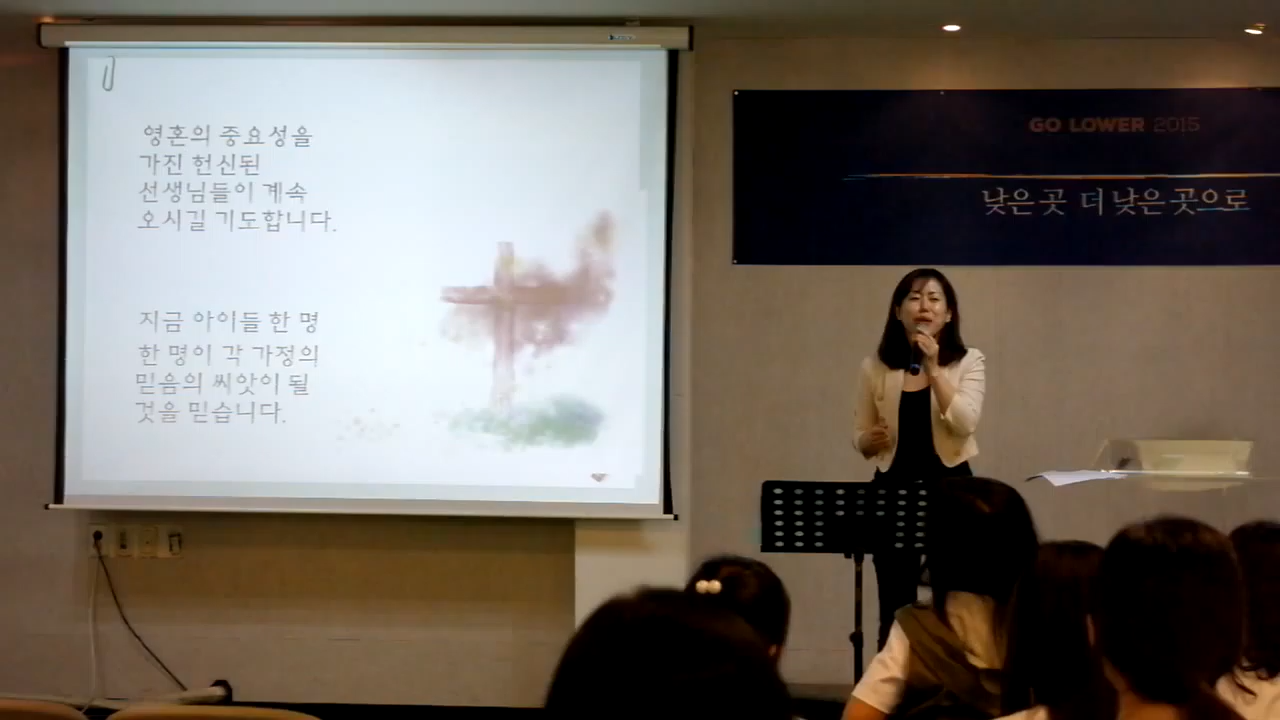 영혼의 중요성을
가진 헌신된
선생님들이 계속
오시길 기도합니다.
지금 아이들 한 명
한 명이 각 가정의
믿음의 씨앗이 될
것을 믿습니다.
GO LOWER 2015
낮은 곳 더 낮은 곳으로